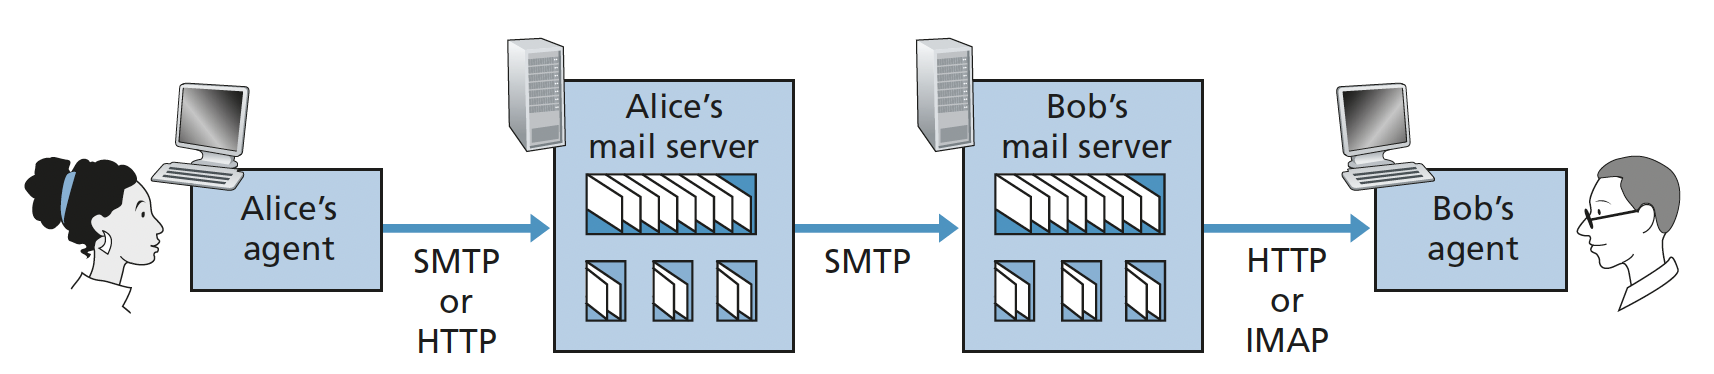 Alice's
agent
SMTP
or
HTTP
Alice's
mail server
SMTP
Bob's
mail server
HTTP
or
IMAP
Bob's
agent